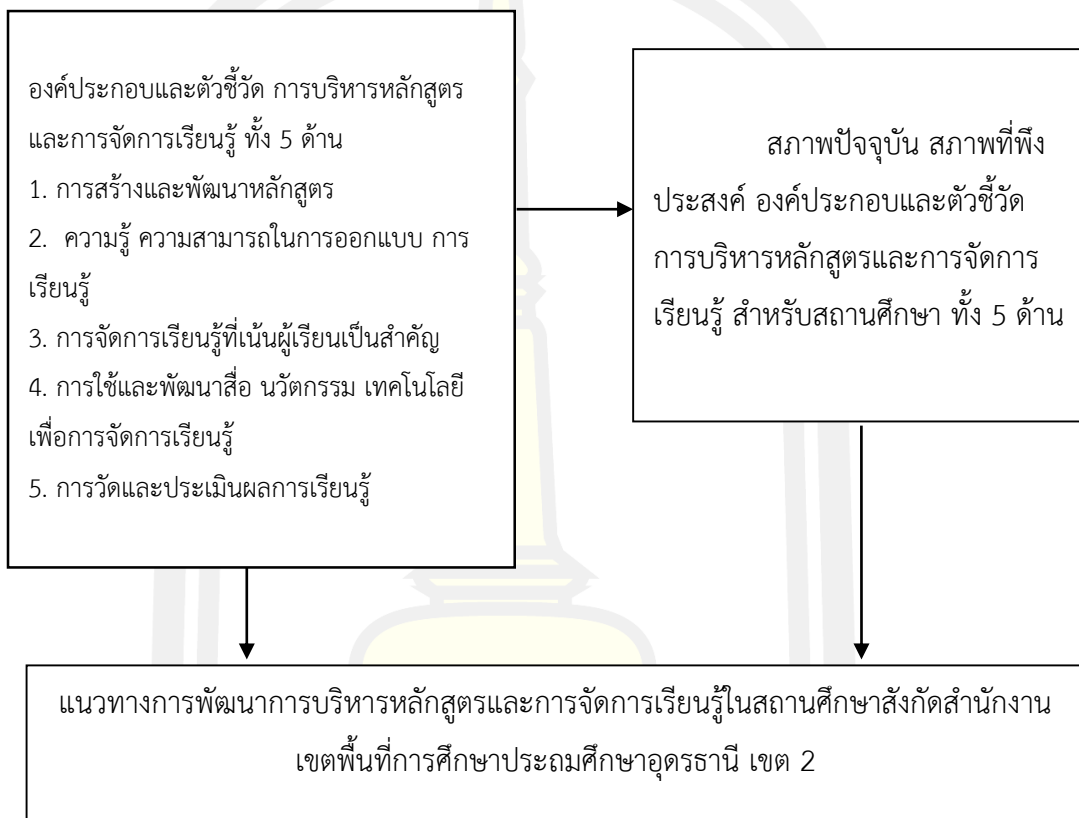 องค์ประกอบและตัวชี้วัด การบริหารหลักสูตร
และการจัดการเรียนรู้ ทั้ง 5 ด้าน
1. การสร้างและพัฒนาหลักสูตร
2. ความรู้ ความสามารถในการออกแบบ การ
เรียนรู้
3. การจัดการเรียนรู้ที่เน้นผู้เรียนเป็นสำคัญ
4. การใช้และพัฒนาสื่อ นวัตกรรม เทคโนโลยี
เพื่อการจัดการเรียนรู้
5. การวัดและประเมินผลการเรียนรู้
สภาพปัจจุบัน สภาพที่พึง
ประสงค์ องค์ประกอบและตัวชี้วัด
การบริหารหลักสูตรและการจัดการ
เรียนรู้ สำหรับสถานศึกษา ทั้ง 5 ด้าน
แนวทางการพัฒนาการบริหารหลักสูตรและการจัดการเรียนรู้ในสถานศึกษาสังกัดสำนักงาน
เขตพื้นที่การศึกษาประถมศึกษาอุดรธานี เขต 2